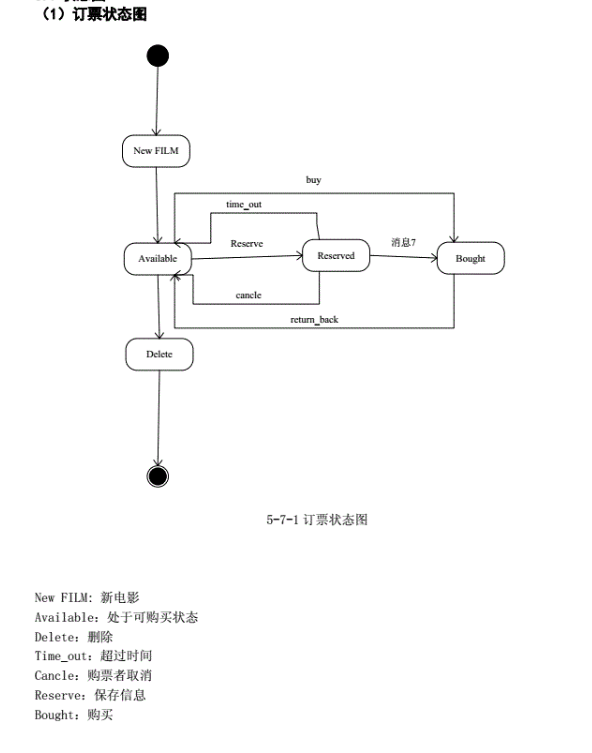 （1）订票状态图
New FILM
buy
time_out
Reserve
消息7
Available
Reserved
Bought
cancle
return_back
Delete
5-7-1 订票状态图
New FILM: 新电影
Available: 处于可购买状态
Delete: 删除
Time_out: 超过时间
Cancle: 购票者取消
Reserve: 保存信息
Bought: 购买